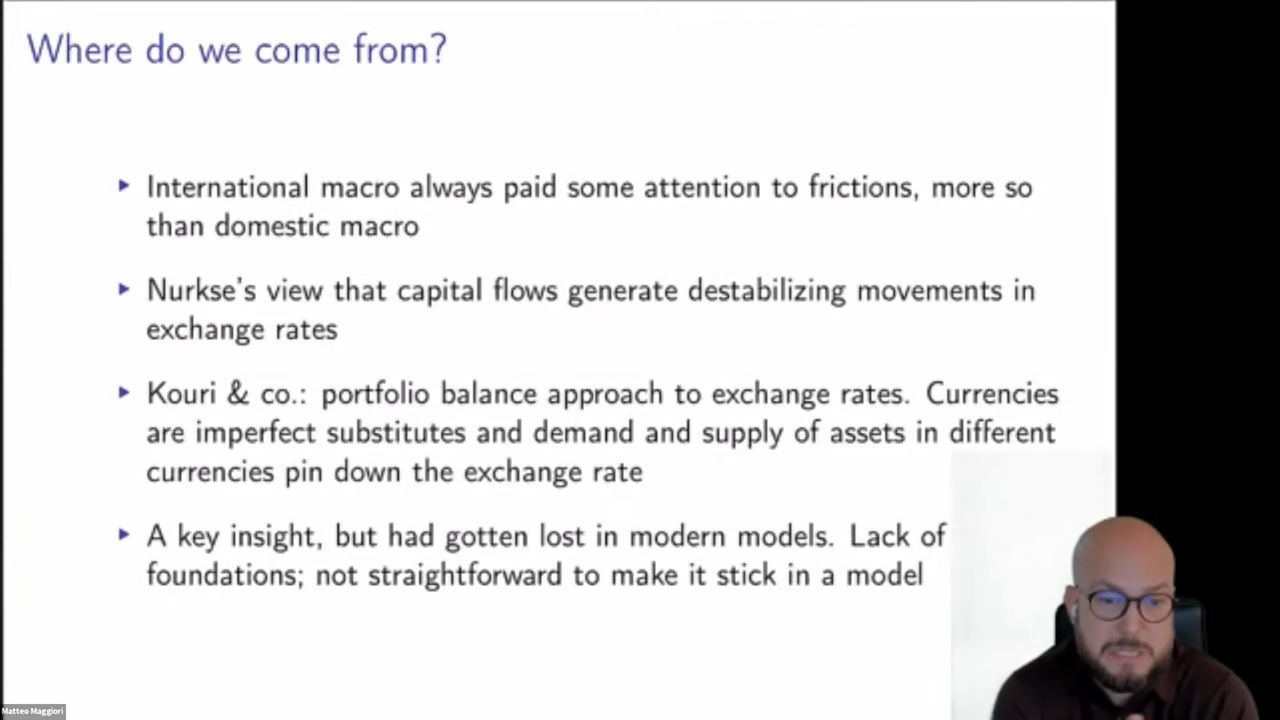 Where do we come from?
International macro always paid some attention to frictions, more so
than domestic macro
Nurkse's view that capital flows generate destabilizing movements in
exchange rates
Kouri & co.: portfolio balance approach to exchange rates. Currencies
are imperfect substitutes and demand and supply of assets in different
currencies pin down the exchange rate
A key insight, but had gotten lost in modern models. Lack of
foundations; not straightforward to make it stick in a model
Matteo Maggiori